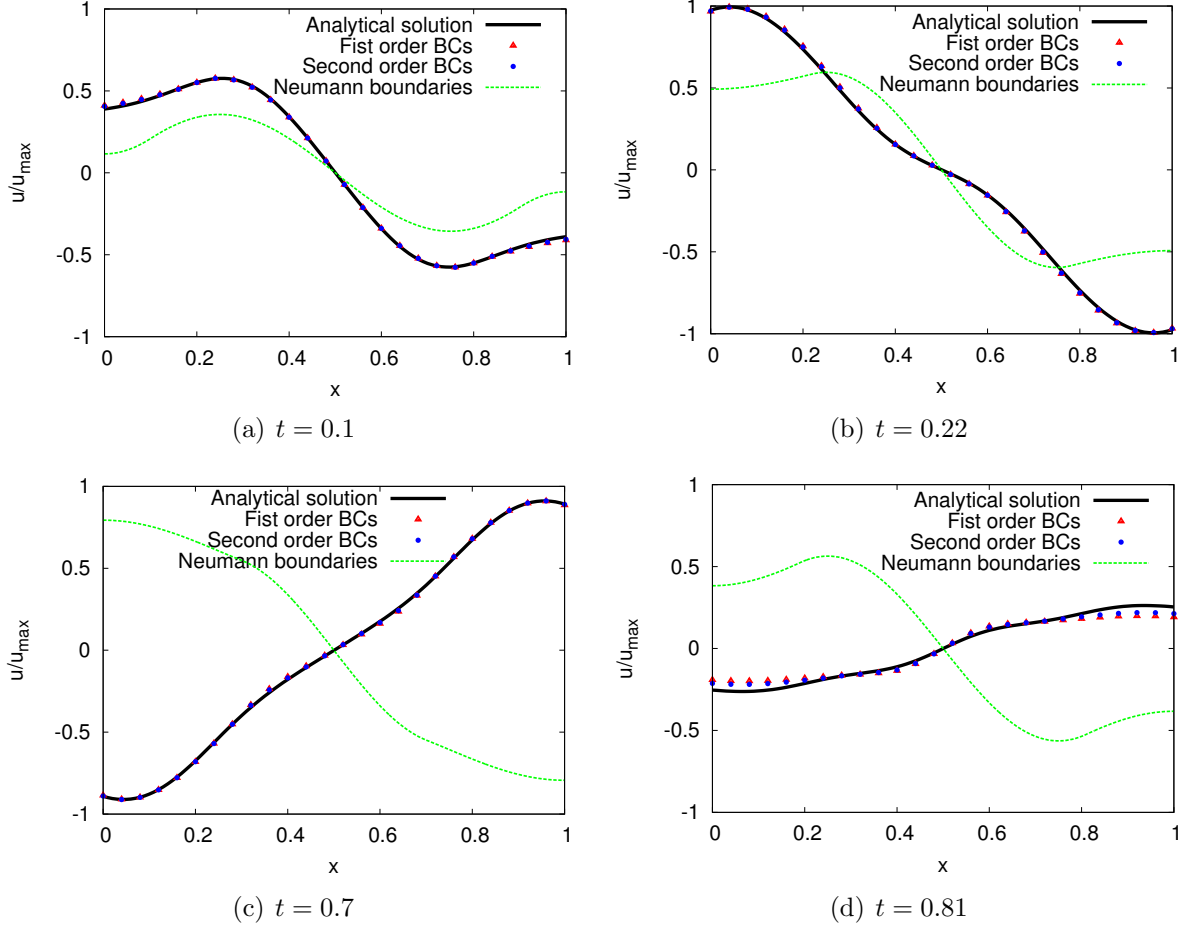 1
0.5
0
-0.5
-1
u/u_max
Analytical solution
Fist order BCs
Second order BCs
Neumann boundaries
0 0.2 0.4 0.6 0.8 1
x
(a) t = 0.1
1
0.5
0
-0.5
-1
u/u_max
Analytical solution
Fist order BCs
Second order BCs
Neumann boundaries
0 0.2 0.4 0.6 0.8 1
x
(b) t = 0.22
1
0.5
0
-0.5
-1
u/u_max
Analytical solution
Fist order BCs
Second order BCs
Neumann boundaries
0 0.2 0.4 0.6 0.8 1
x
(c) t = 0.7
1
0.5
0
-0.5
-1
u/u_max
Analytical solution
Fist order BCs
Second order BCs
Neumann boundaries
0 0.2 0.4 0.6 0.8 1
x
(d) t = 0.81